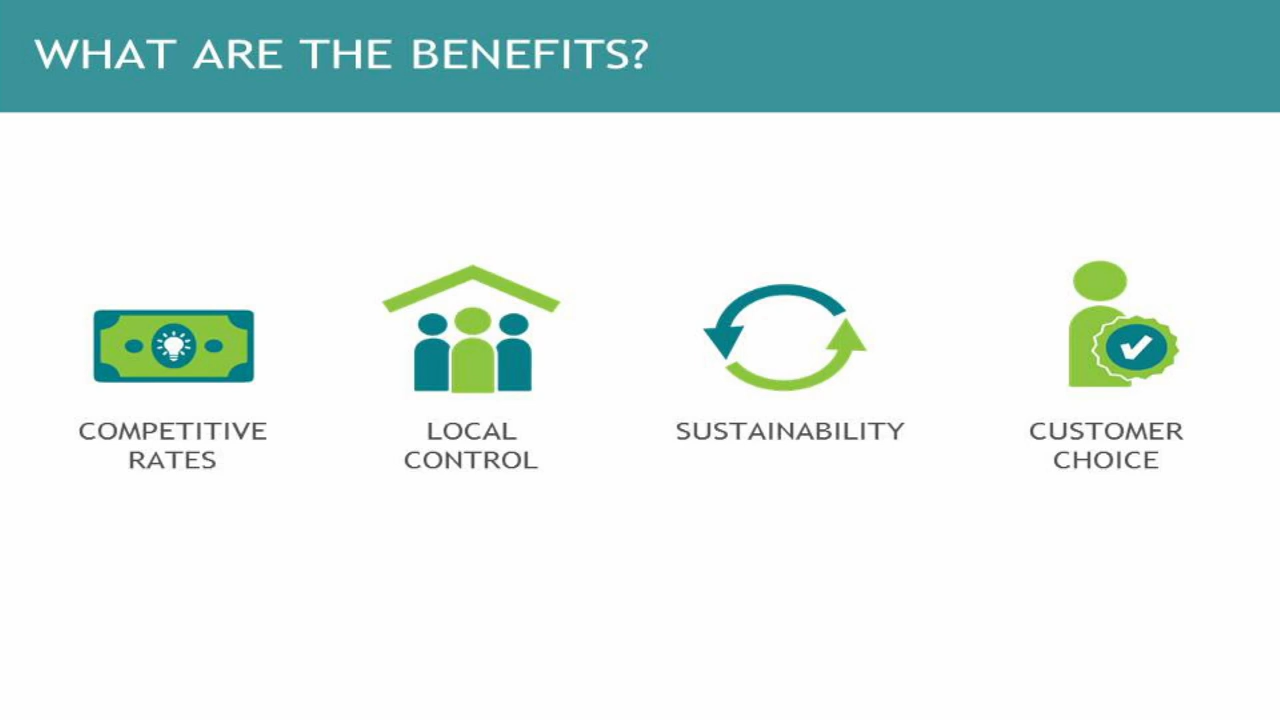 WHAT ARE THE BENEFITS?
COMPETITIVE
RATES
LOCAL
CONTROL
SUSTAINABILITY
CUSTOMER
CHOICE